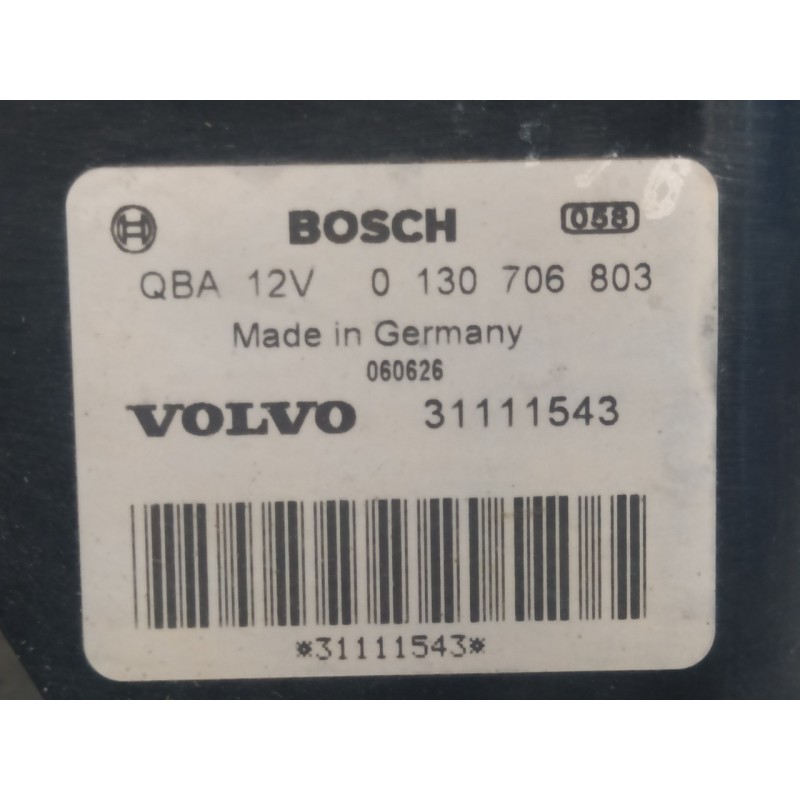 BOSCH 058
QBA 12V 0 130 706 803
Made in Germany
060626
VOLVO 31111543
*31111543*